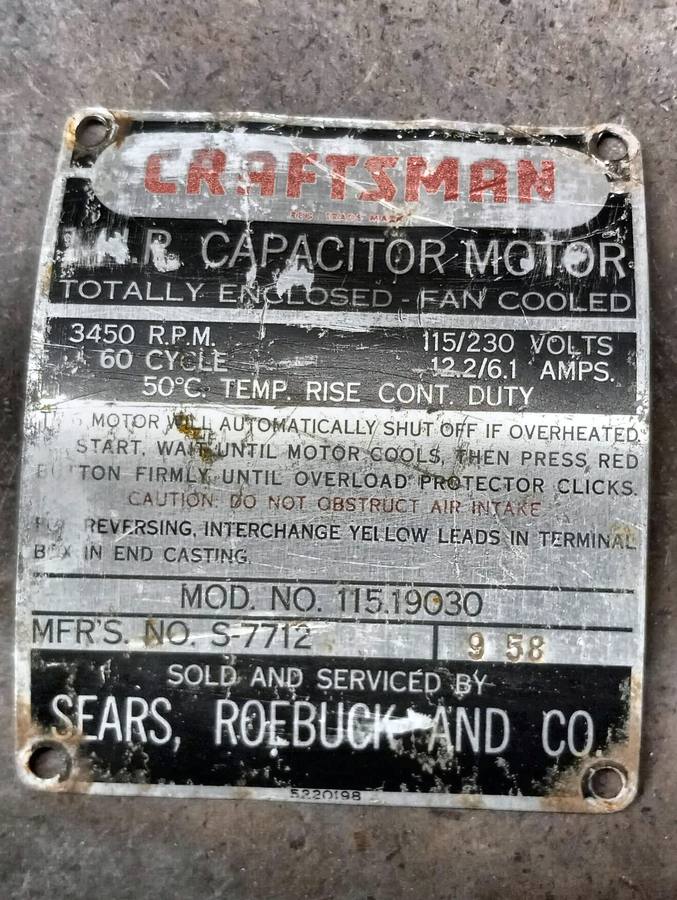 CRAFTSMAN
REG. TRADE MARK
CAPACITOR MOTOR
TOTALLY ENCLOSED - FAN COOLED
3450 R.P.M.
115/230 VOLTS
60 CYCLE
12.2/6.1 AMPS.
50°C. TEMP. RISE CONT. DUTY
MOTOR WILL AUTOMATICALLY SHUT OFF IF OVERHEATED.
START, WAIT UNTIL MOTOR COOLS, THEN PRESS RED
BUTTON FIRMLY UNTIL OVERLOAD PROTECTOR CLICKS.
CAUTION: DO NOT OBSTRUCT AIR INTAKE
REVERSING, INTERCHANGE YELLOW LEADS IN TERMINAL
BOX IN END CASTING.
MOD. NO. 115.19030
MFR'S. NO. S-7712
9 58
SOLD AND SERVICED BY
SEARS, ROEBUCK AND CO.
5220198